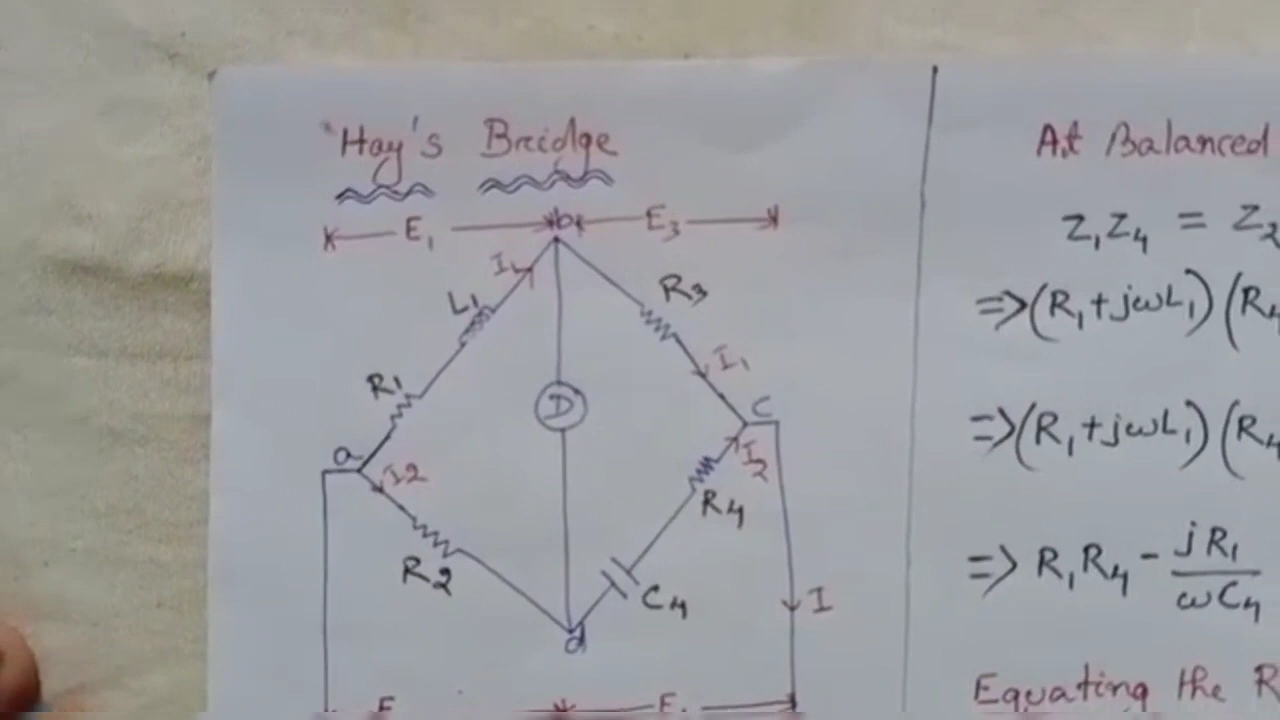 Hay's Bridge
E₁ b E₃
I₁
L₁
R₃
R₁
I₁
D
C
a
I₂
I2
R₄
R₂
C₄
I
d
E E
At Balanced
Z₁Z₄ = Z₂
=>(R₁+jωL₁)(R₄
=>(R₁+jωL₁)(R₄
=> R₁R₄ - jR₁/ωC₄
Equating the R